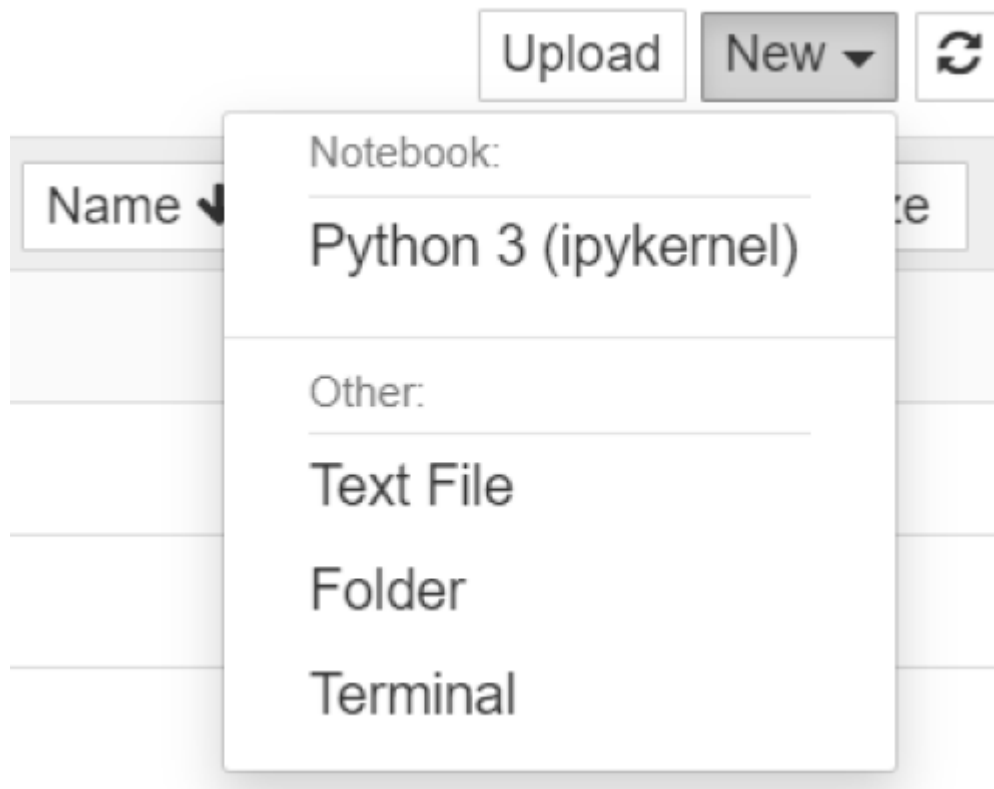 Upload New
Notebook:
Name
Python 3 (ipykernel)
Other:
Text File
Folder
Terminal